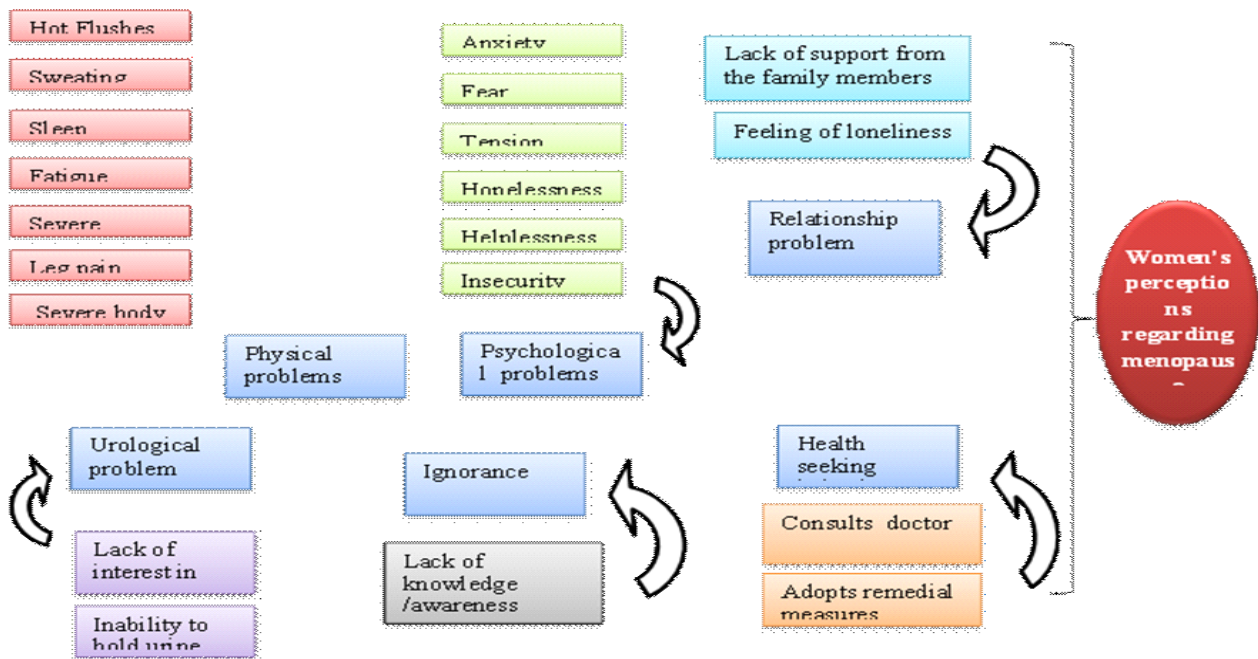 Hot Flushes
Sweating
Sleep
Fatigue
Severe
Leg pain
Severe body
Anxiety
Fear
Tension
Hopelessness
Helplessness
Insecurity
Lack of support from
the family members
Feeling of loneliness
Relationship
problem
Physical
problems
Psychologica
l problems
Women's
perceptio
ns
regarding
menopaus
e
Urological
problem
Lack of
interest in
Inability to
hold urine
Ignorance
Lack of
knowledge
/awareness
Health
seeking
Consults doctor
Adopts remedial
measures